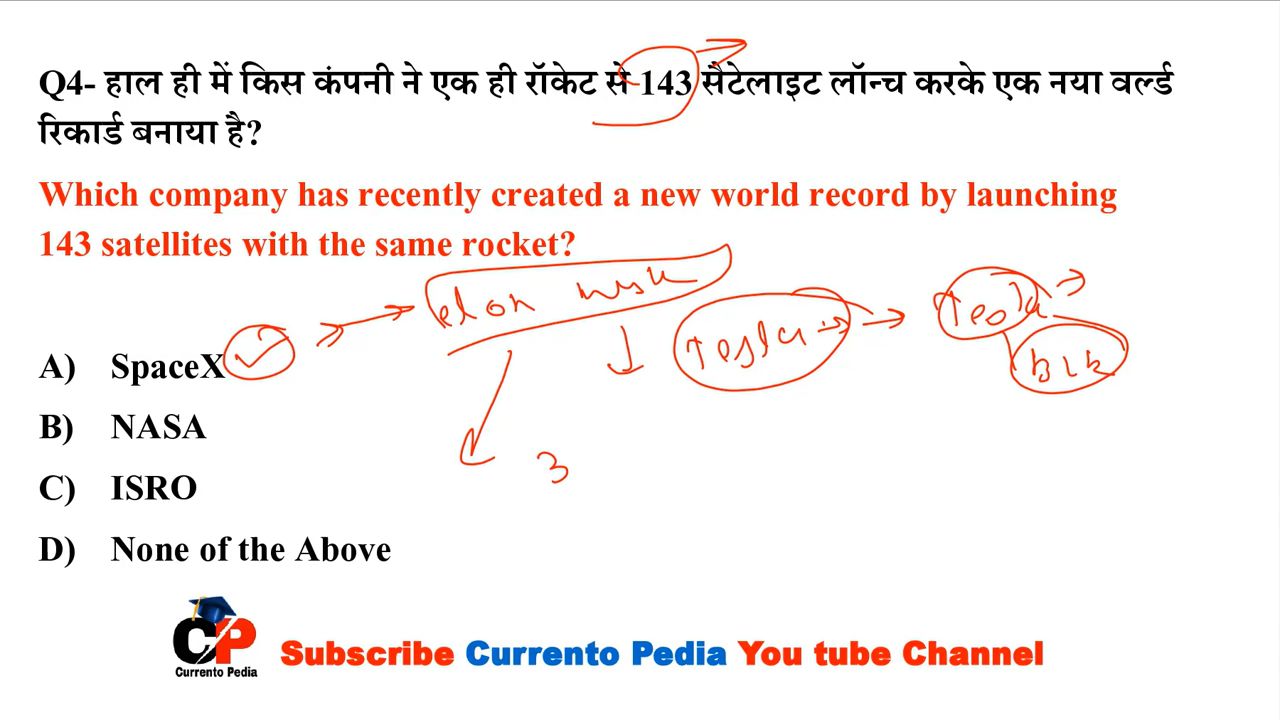 Q4- हाल ही में किस कंपनी ने एक ही रॉकेट से 143 सैटेलाइट लॉन्च करके एक नया वर्ल्ड
रिकार्ड बनाया है?
Which company has recently created a new world record by launching
143 satellites with the same rocket?
elon musk
Tesla
Tesla
A) SpaceX
B) NASA
C) ISRO
3
D) None of the Above
CP
Currento Pedia
Subscribe Currento Pedia You tube Channel